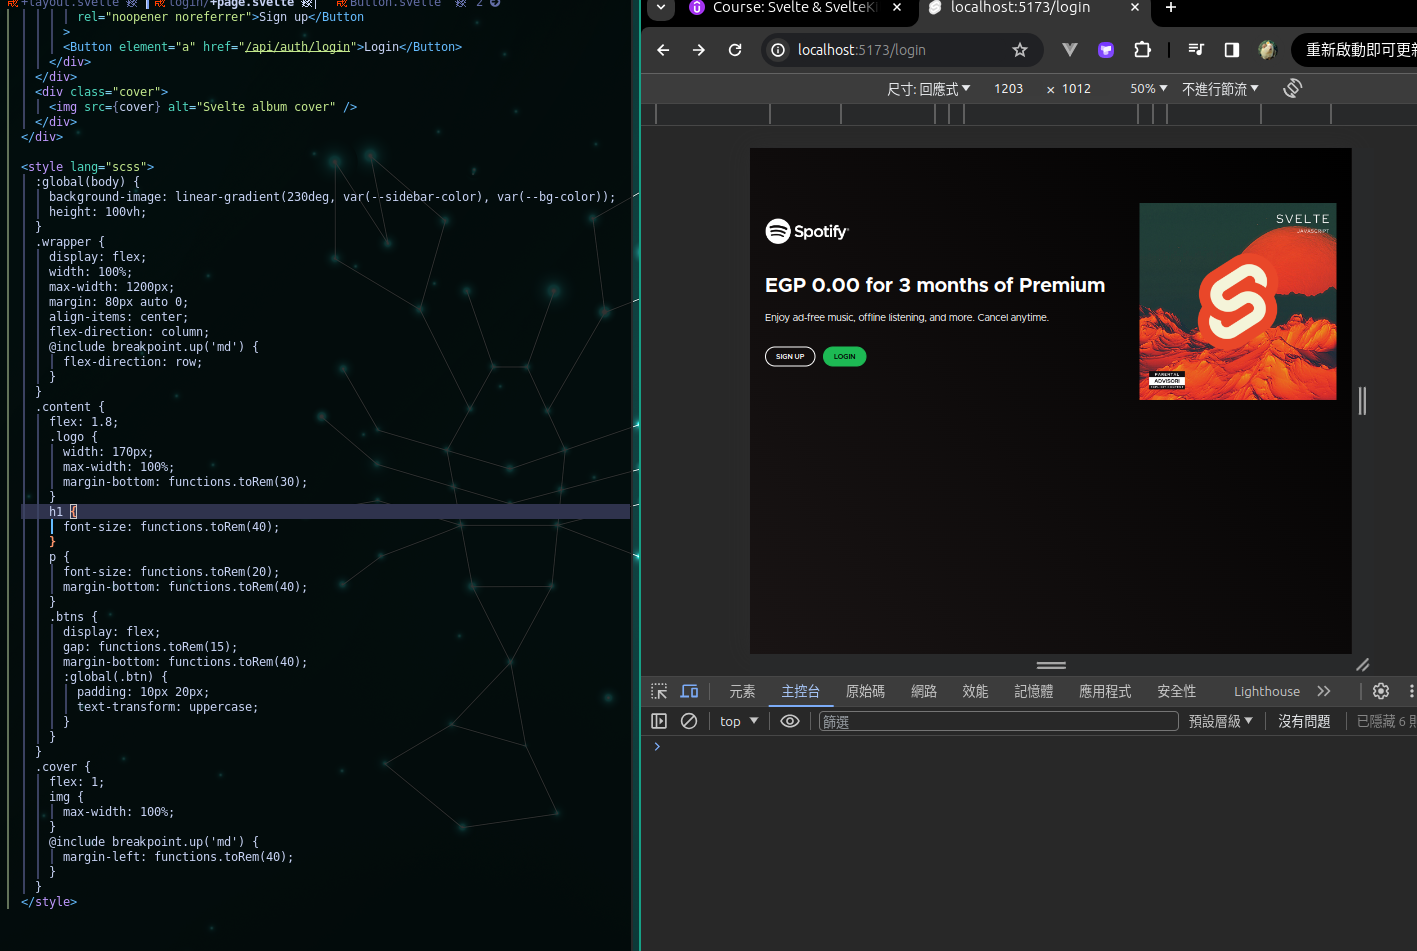 +layout.svelte
login/+page.svelte
Button.svelte
2
rel="noopener noreferrer">Sign up</Button
>
<Button element="a" href="/api/auth/login">Login</Button>
</div>
</div>
<div class="cover">
<img src={cover} alt="Svelte album cover" />
</div>
</div>
<style lang="scss">
:global(body) {
background-image: linear-gradient(230deg, var(--sidebar-color), var(--bg-color));
height: 100vh;
}
.wrapper {
display: flex;
width: 100%;
max-width: 1200px;
margin: 80px auto 0;
align-items: center;
flex-direction: column;
@include breakpoint.up('md') {
flex-direction: row;
}
}
.content {
flex: 1.8;
.logo {
width: 170px;
max-width: 100%;
margin-bottom: functions.toRem(30);
}
h1 {
font-size: functions.toRem(40);
}
p {
font-size: functions.toRem(20);
margin-bottom: functions.toRem(40);
}
.btns {
display: flex;
gap: functions.toRem(15);
margin-bottom: functions.toRem(40);
:global(.btn) {
padding: 10px 20px;
text-transform: uppercase;
}
}
}
.cover {
flex: 1;
img {
max-width: 100%;
}
@include breakpoint.up('md') {
margin-left: functions.toRem(40);
}
}
</style>
Course: Svelte & SvelteKi
localhost:5173/login
localhost:5173/login
重新啟動即可更新
尺寸: 回應式 1203 × 1012 50% 不進行節流
Spotify
EGP 0.00 for 3 months of Premium
Enjoy ad-free music, offline listening, and more. Cancel anytime.
SIGN UP LOGIN
SVELTE
JAVASCRIPT
PARENTAL
ADVISORI
元素 主控台 原始碼 網路 效能 記憶體 應用程式 安全性 Lighthouse
top 篩選 預設層級 沒有問題 已隱藏 6 則